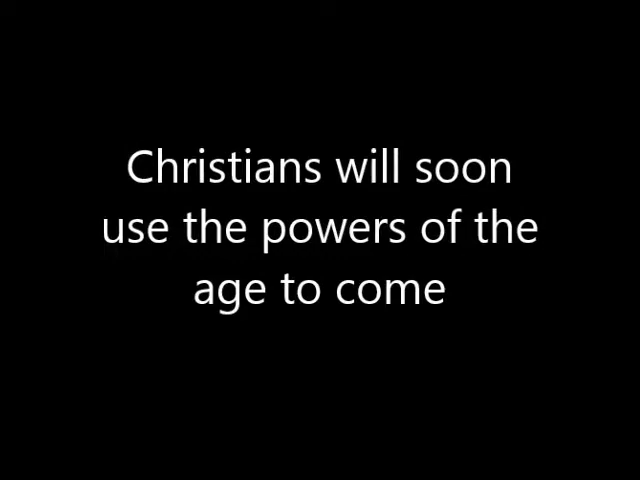 Christians will soon
use the powers of the
age to come